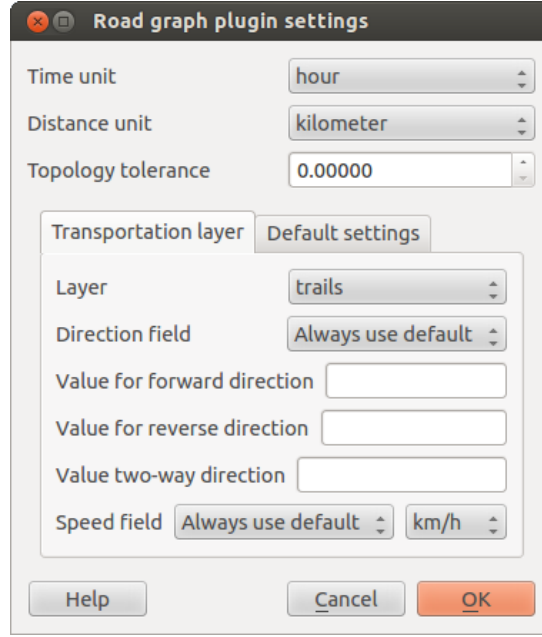 Road graph plugin settings
Time unit hour
Distance unit kilometer
Topology tolerance 0.00000
Transportation layer Default settings
Layer trails
Direction field Always use default
Value for forward direction
Value for reverse direction
Value two-way direction
Speed field Always use default km/h
Help Cancel OK